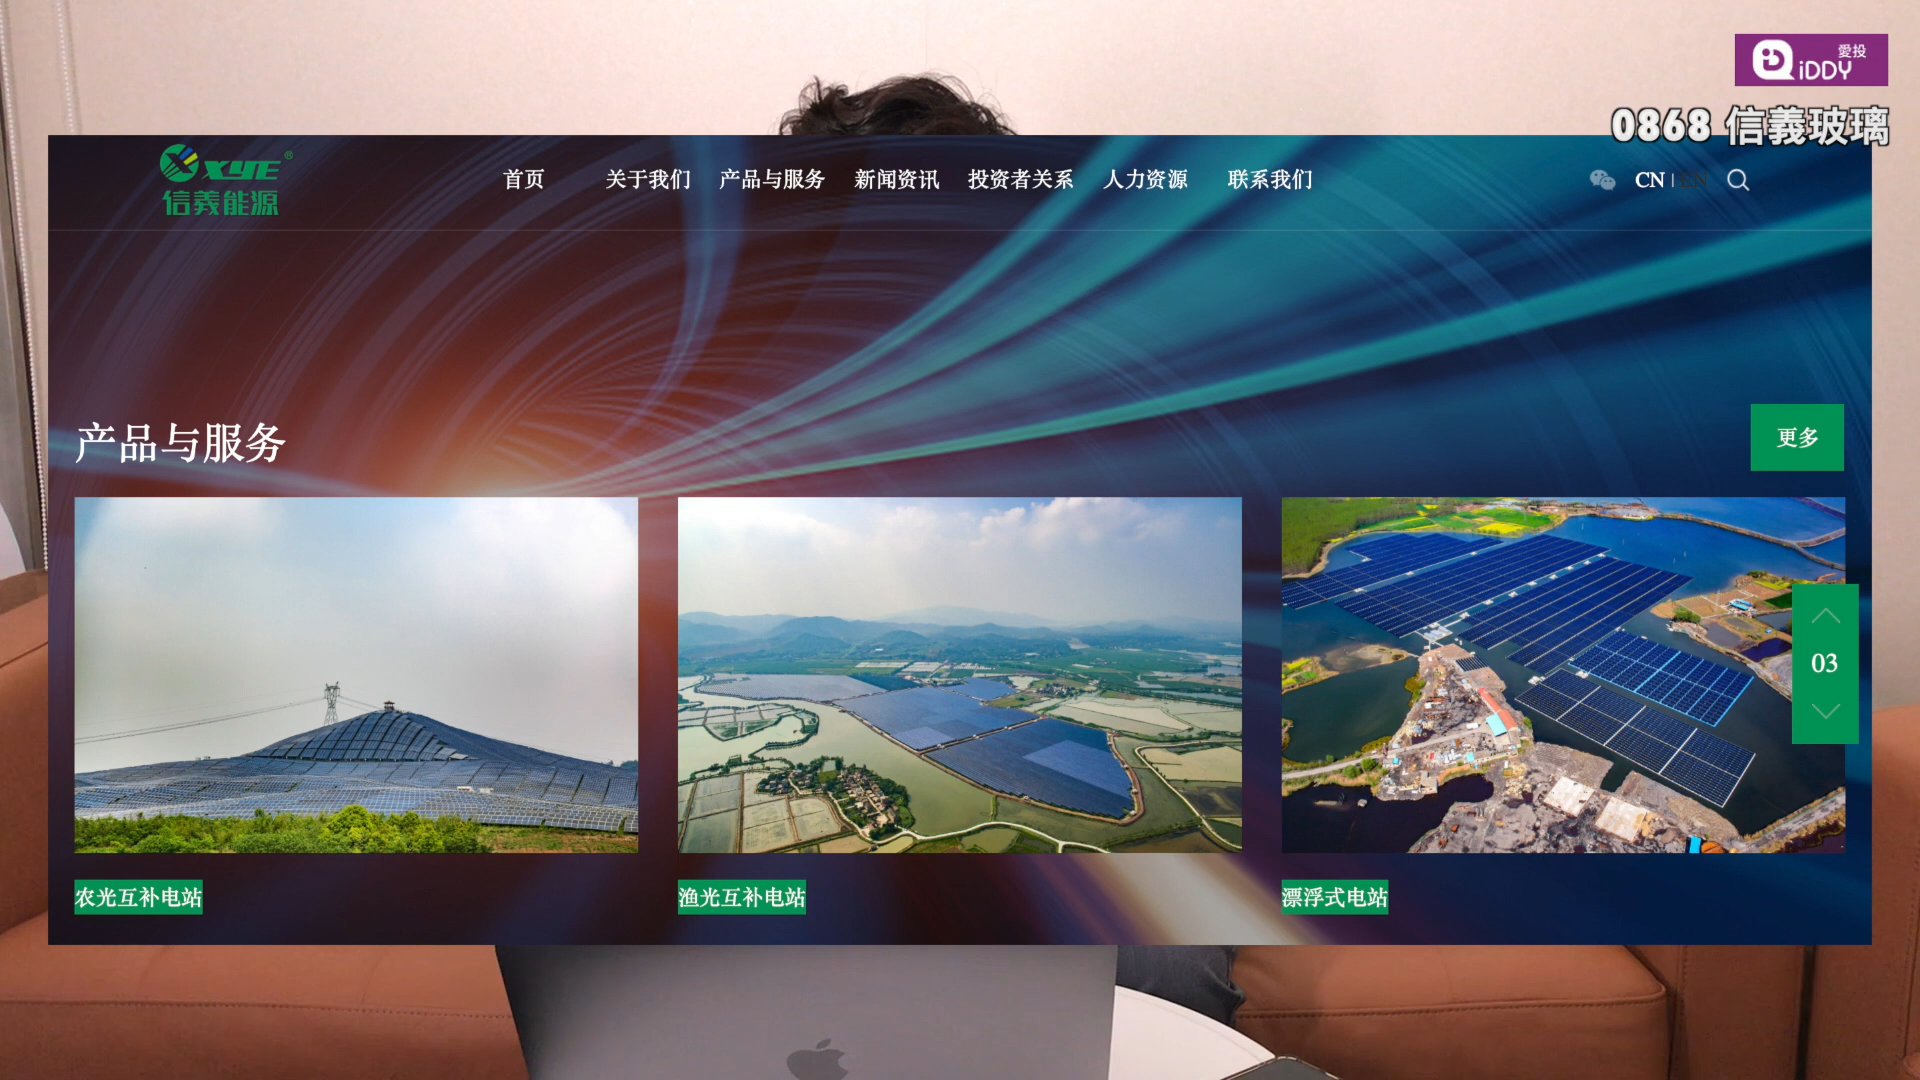 愛投
iDDY
0868 信義玻璃
XYE®
信義能源
首页 关于我们 产品与服务 新闻资讯 投资者关系 人力资源 联系我们 CN | EN
产品与服务
更多
03
农光互补电站 渔光互补电站 漂浮式电站